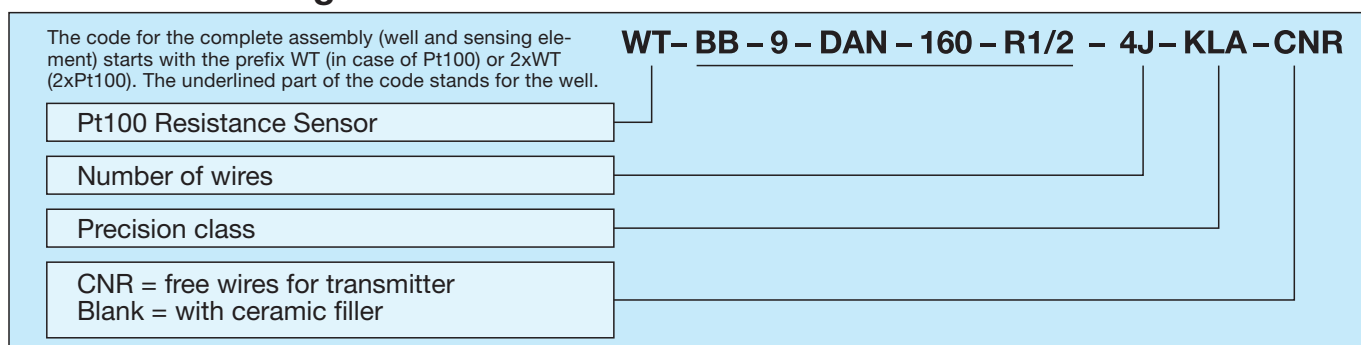 The code for the complete assembly (well and sensing ele-
ment) starts with the prefix WT (in case of Pt100) or 2xWT
(2xPt100). The underlined part of the code stands for the well.
WT– BB – 9 – DAN – 160 – R1/2 – 4J – KLA – CNR
Pt100 Resistance Sensor
Number of wires
Precision class
CNR = free wires for transmitter
Blank = with ceramic filler